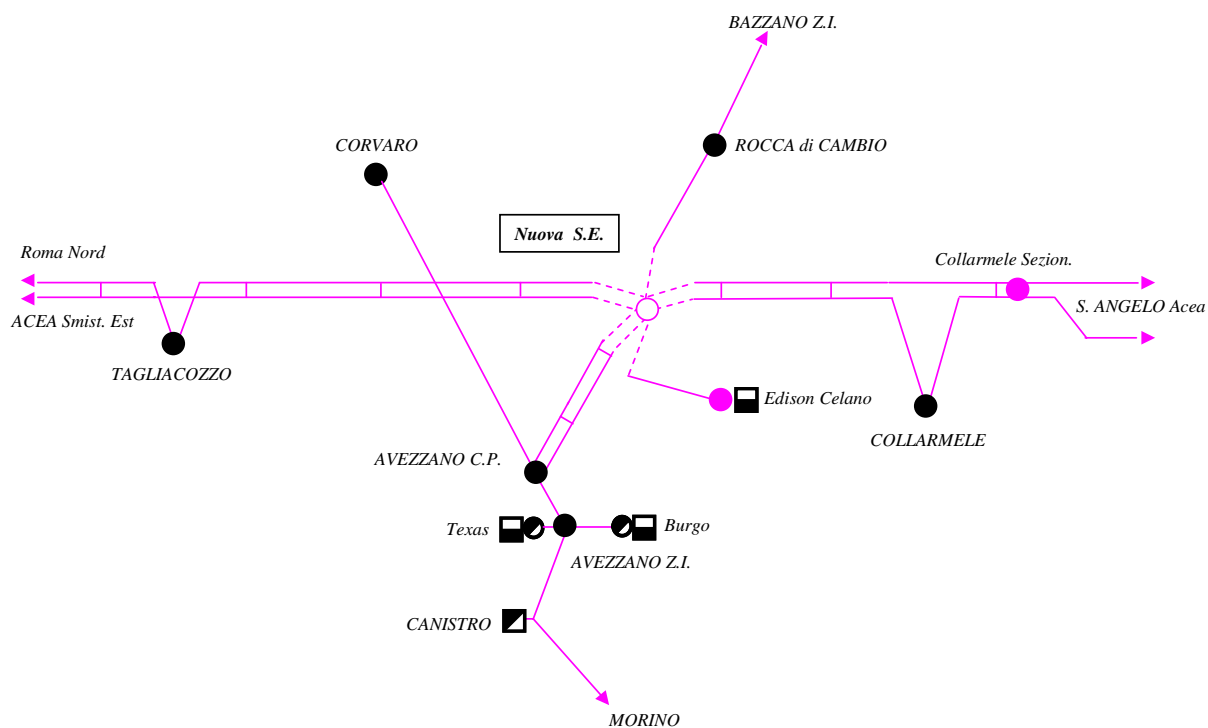 BAZZANO Z.I.
CORVARO
ROCCA di CAMBIO
Nuova S.E.
Roma Nord
Collarmele Sezion.
ACEA Smist. Est
S. ANGELO Acea
TAGLIACOZZO
Edison Celano
COLLARMELE
AVEZZANO C.P.
Texas
Burgo
AVEZZANO Z.I.
CANISTRO
MORINO